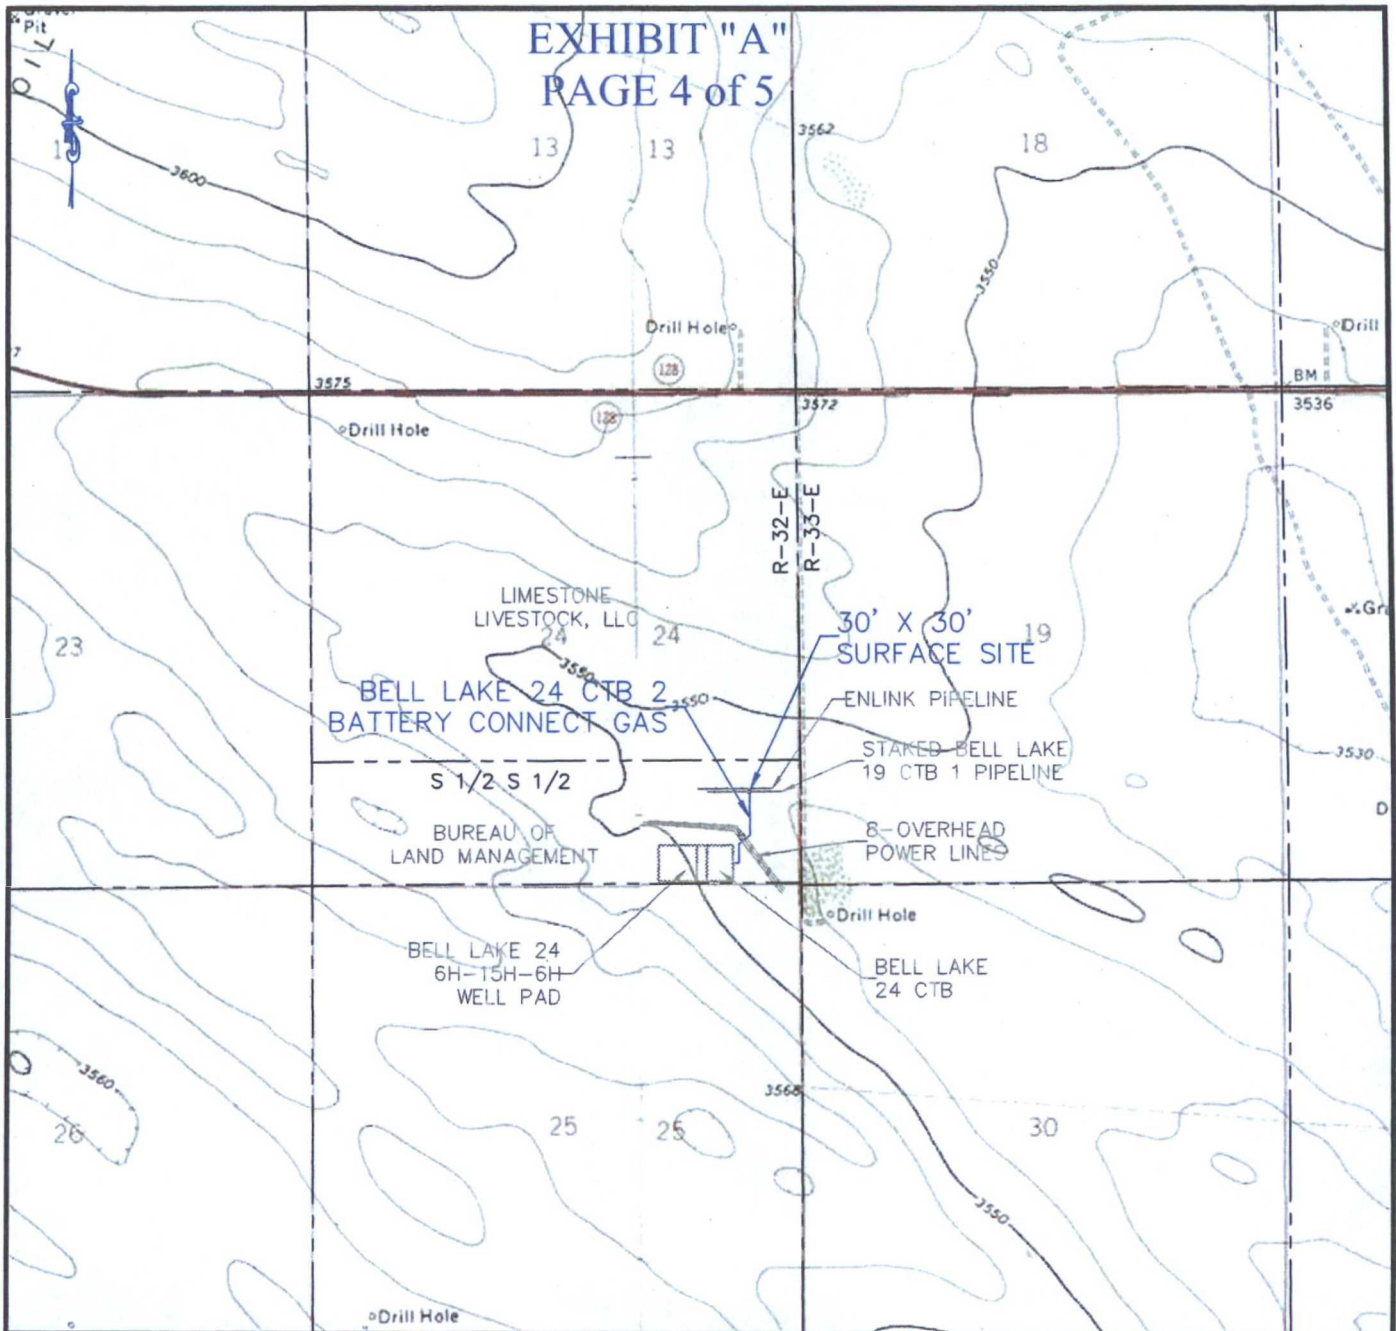 EXHIBIT "A"
PAGE 4 of 5
Pit
OIL
13
13
18
3562
3600
3550
Drill Hole
Drill
128
3575
BM
3572
3536
128
Drill Hole
R-32-E
R-33-E
LIMESTONE
LIVESTOCK, LLC
24
24
23
19
30' X 30'
SURFACE SITE
3550
BELL LAKE 24 CTB 2
BATTERY CONNECT GAS
3550
ENLINK PIPELINE
STAKED BELL LAKE
19 CTB 1 PIPELINE
3530
S 1/2 S 1/2
BUREAU OF
LAND MANAGEMENT
8-OVERHEAD
POWER LINES
D
Drill Hole
BELL LAKE 24
6H-15H-6H
WELL PAD
BELL LAKE
24 CTB
3560
3568
26
25
25
30
3550
Drill Hole